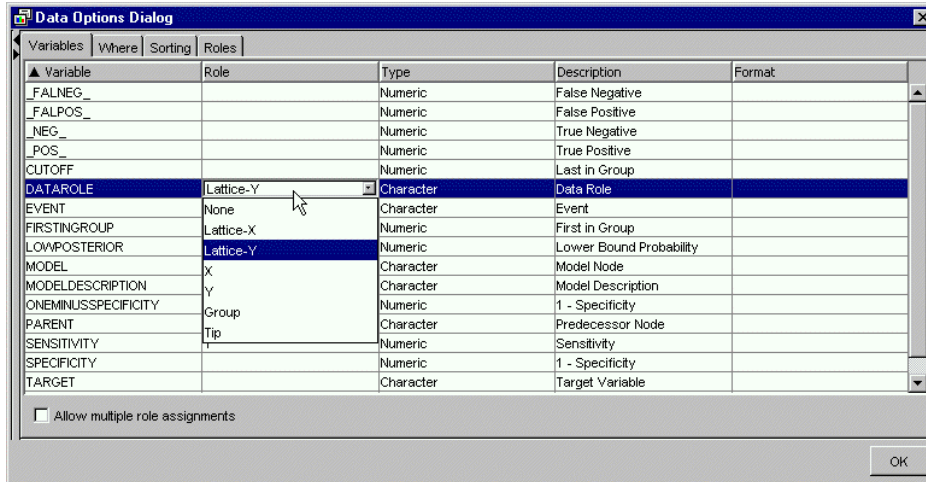 Data Options Dialog
Variables Where Sorting Roles
▲ Variable Role Type Description Format
_FALNEG_ Numeric False Negative
_FALPOS_ Numeric False Positive
_NEG_ Numeric True Negative
_POS_ Numeric True Positive
CUTOFF Numeric Last in Group
DATAROLE Lattice-Y Character Data Role
EVENT None Character Event
FIRSTINGROUP Lattice-X Numeric First in Group
LOWPOSTERIOR Lattice-Y Numeric Lower Bound Probability
MODEL X Character Model Node
MODELDESCRIPTION Y Character Model Description
ONEMINUSSPECIFICITY Group Numeric 1 - Specificity
PARENT Tip Character Predecessor Node
SENSITIVITY Numeric Sensitivity
SPECIFICITY Numeric 1 - Specificity
TARGET Character Target Variable
Allow multiple role assignments
OK